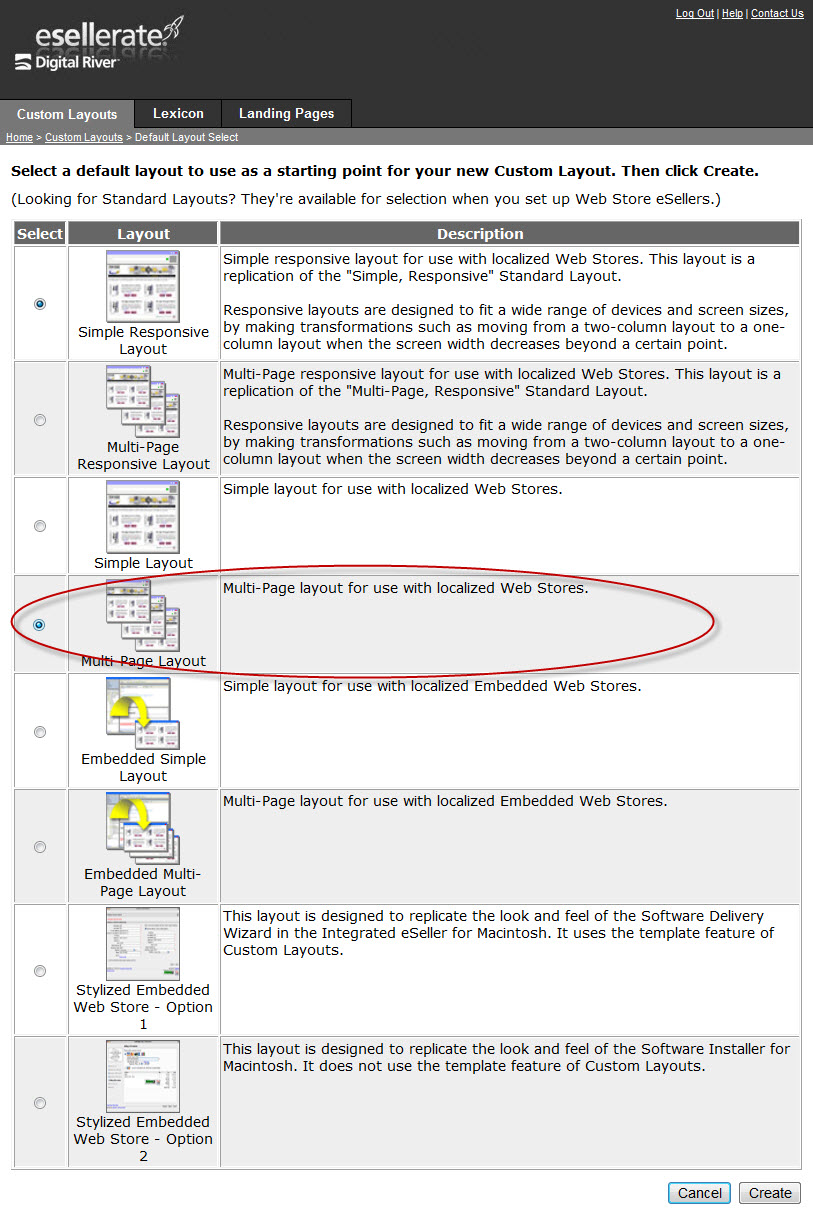 Log Out | Help | Contact Us
esellerate
Digital River
Custom Layouts Lexicon Landing Pages
Home > Custom Layouts > Default Layout Select
Select a default layout to use as a starting point for your new Custom Layout. Then click Create.
(Looking for Standard Layouts? They're available for selection when you set up Web Store eSellers.)
Select Layout Description
Simple Responsive
Layout
Simple responsive layout for use with localized Web Stores. This layout is a
replication of the "Simple, Responsive" Standard Layout.
Responsive layouts are designed to fit a wide range of devices and screen sizes,
by making transformations such as moving from a two-column layout to a one-
column layout when the screen width decreases beyond a certain point.
Multi-Page
Responsive Layout
Multi-Page responsive layout for use with localized Web Stores. This layout is a
replication of the "Multi-Page, Responsive" Standard Layout.
Responsive layouts are designed to fit a wide range of devices and screen sizes,
by making transformations such as moving from a two-column layout to a one-
column layout when the screen width decreases beyond a certain point.
Simple Layout
Simple layout for use with localized Web Stores.
Multi-Page Layout
Multi-Page layout for use with localized Web Stores.
Embedded Simple
Layout
Simple layout for use with localized Embedded Web Stores.
Embedded Multi-
Page Layout
Multi-Page layout for use with localized Embedded Web Stores.
Stylized Embedded
Web Store - Option
1
This layout is designed to replicate the look and feel of the Software Delivery
Wizard in the Integrated eSeller for Macintosh. It uses the template feature of
Custom Layouts.
Stylized Embedded
Web Store - Option
2
This layout is designed to replicate the look and feel of the Software Installer for
Macintosh. It does not use the template feature of Custom Layouts.
Cancel Create